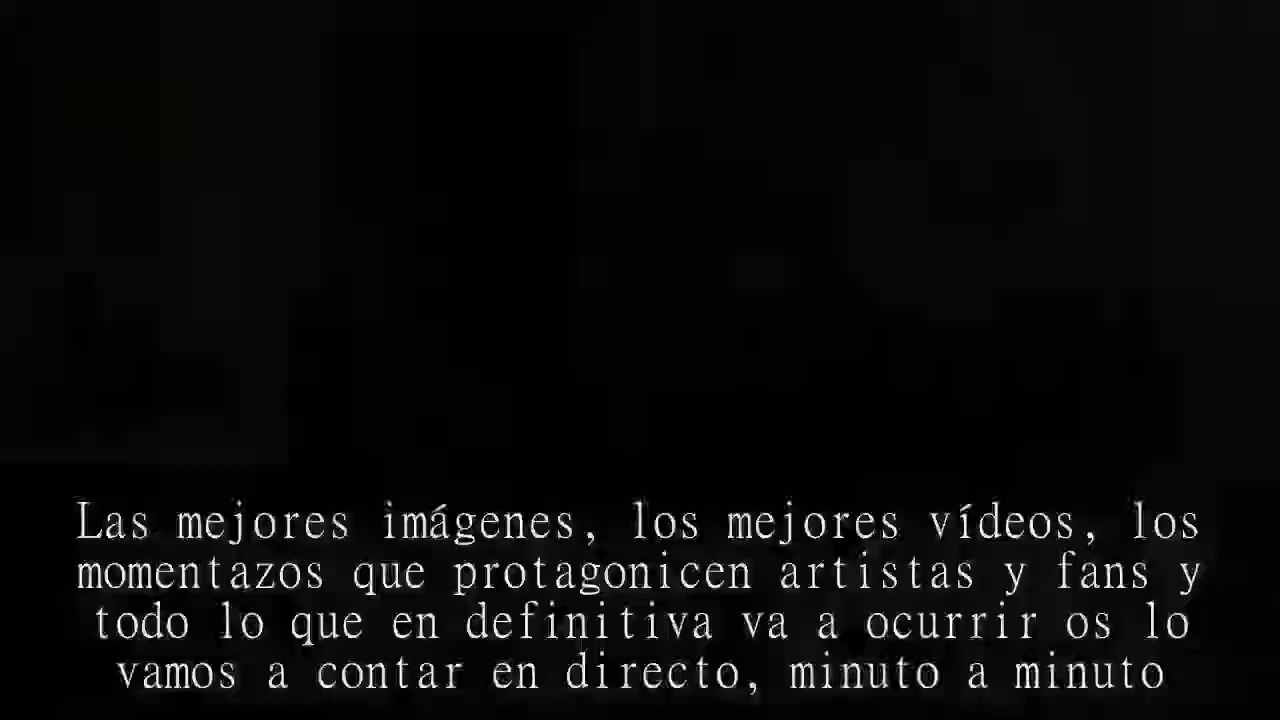 Las mejores imágenes, los mejores vídeos, los
momentazos que protagonicen artistas y fans y
todo lo que en definitiva va a ocurrir os lo
vamos a contar en directo, minuto a minuto